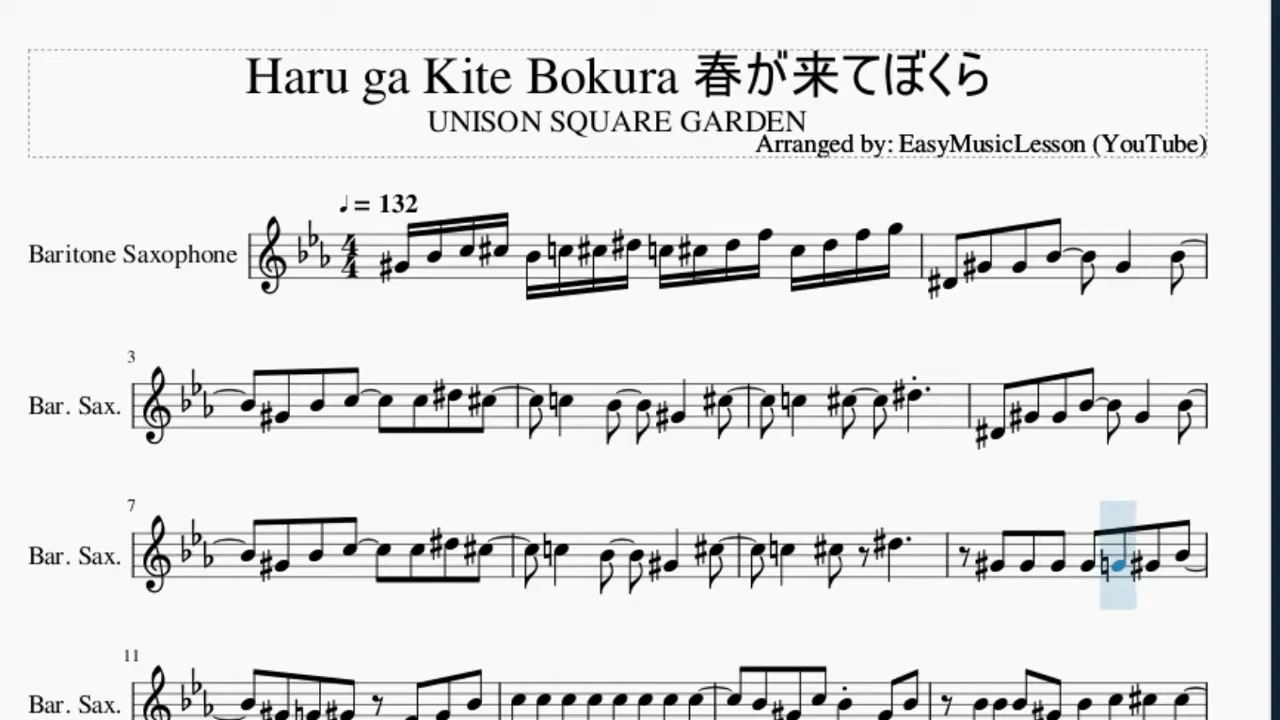 Haru ga Kite Bokura 春が来てぼくら
UNISON SQUARE GARDEN
Arranged by: EasyMusicLesson (YouTube)
♩ = 132
Baritone Saxophone
3
Bar. Sax.
7
Bar. Sax.
11
Bar. Sax.